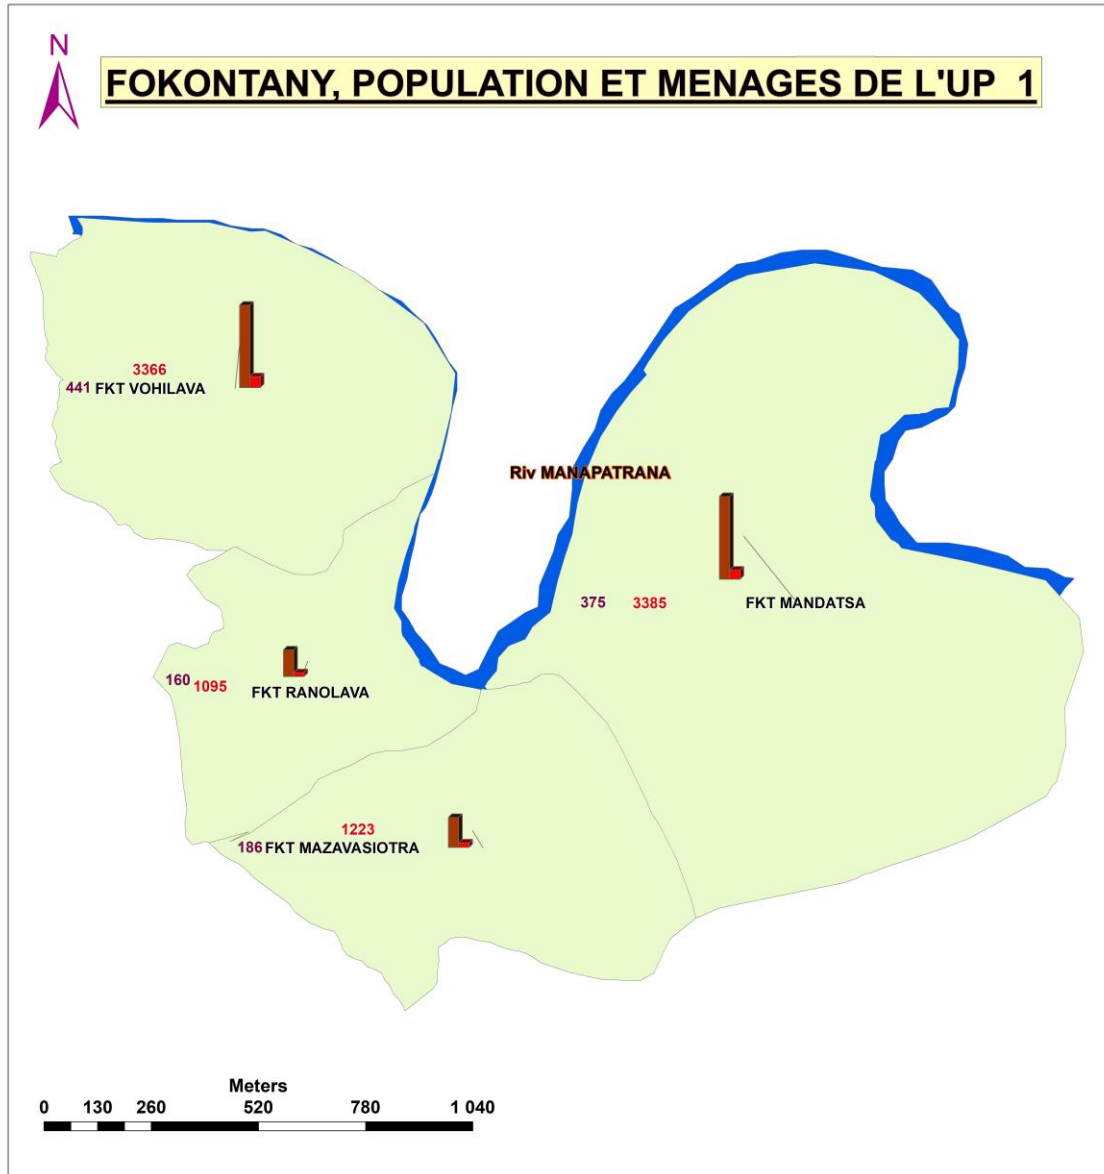 N
FOKONTANY, POPULATION ET MENAGES DE L'UP 1
3366
441 FKT VOHILAVA
Riv MANAPATRANA
375 3385 FKT MANDATSA
160 1095 FKT RANOLAVA
1223
186 FKT MAZAVASIOTRA
Meters
0 130 260 520 780 1 040